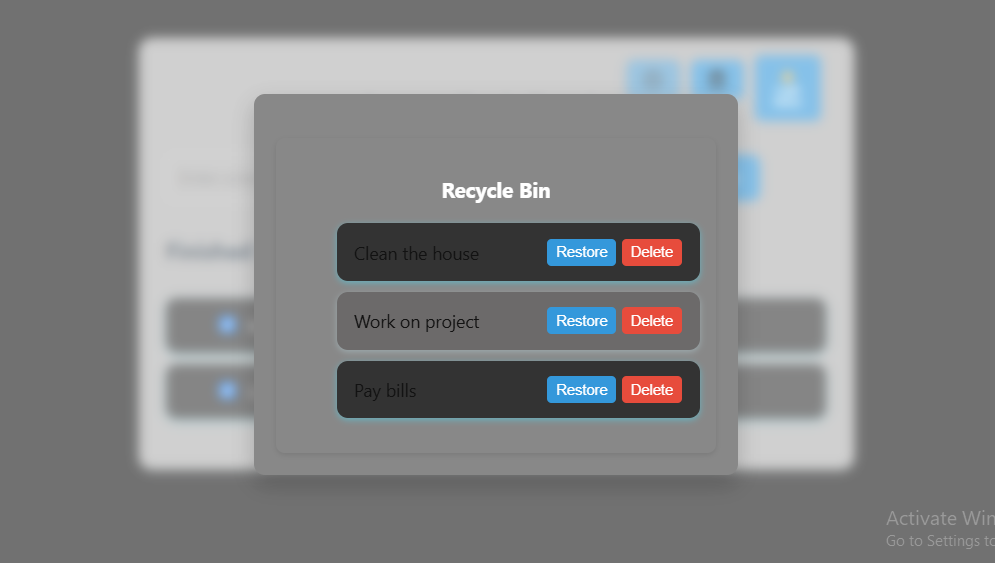 Recycle Bin
Clean the house Restore Delete
Work on project Restore Delete
Pay bills Restore Delete
Finished
Activate Win
Go to Settings to